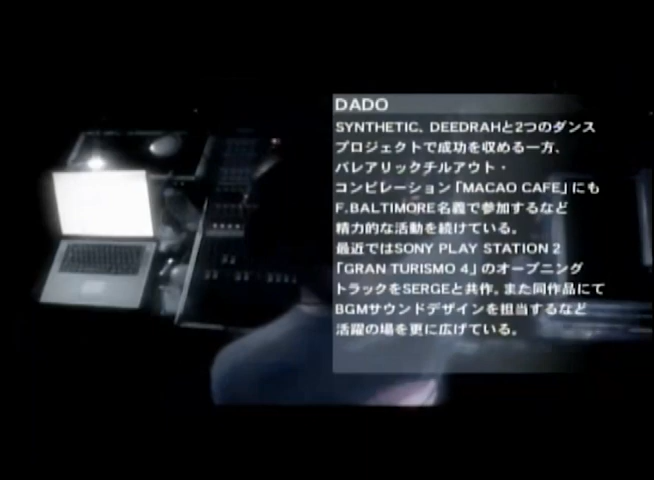 DADO
SYNTHETIC、DEEDRAHと2つのダンス
プロジェクトで成功を収める一方、
バレアリックチルアウト・
コンピレーション「MACAO CAFE」にも
F.BALTIMORE名義で参加するなど
精力的な活動を続けている。
最近ではSONY PLAY STATION 2
「GRAN TURISMO 4」のオープニング
トラックをSERGEと共作。また同作品にて
BGMサウンドデザインを担当するなど
活躍の場を更に広げている。